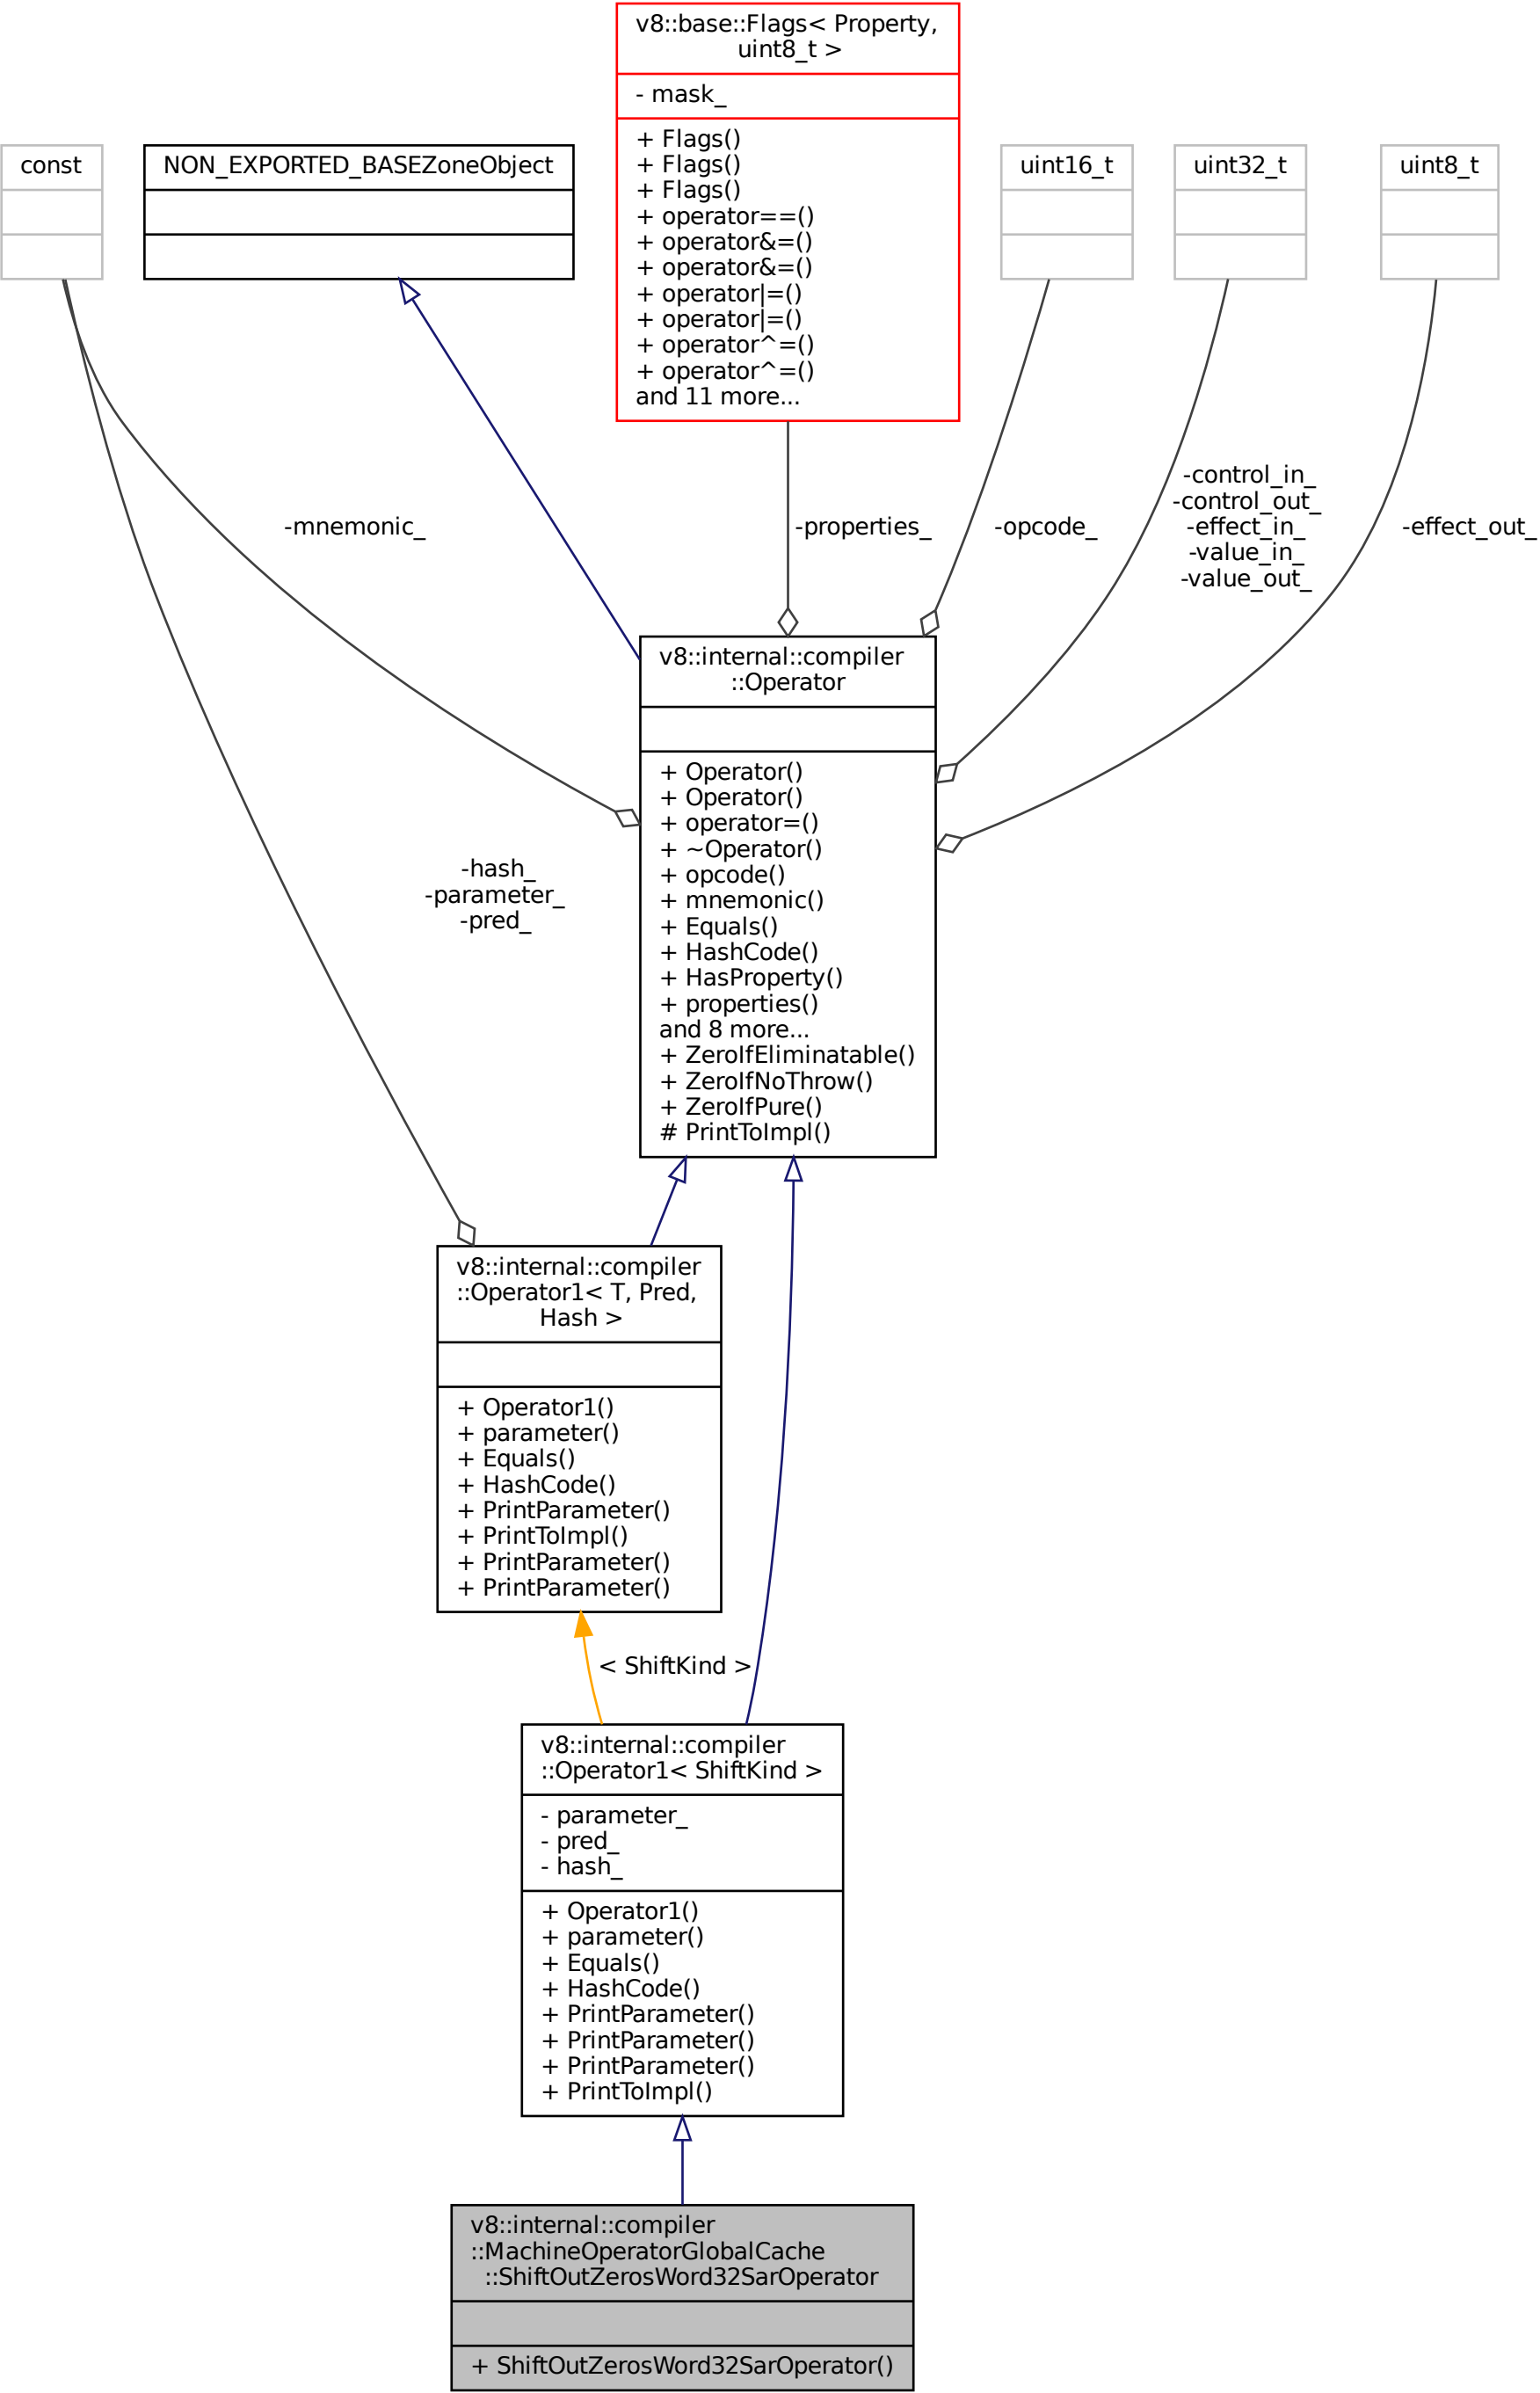 v8::base::Flags< Property,
uint8_t >
- mask_
+ Flags()
+ Flags()
+ Flags()
+ operator==()
+ operator&=()
+ operator&=()
+ operator|=()
+ operator|=()
+ operator^=()
+ operator^=()
and 11 more...
const
NON_EXPORTED_BASEZoneObject
uint16_t
uint32_t
uint8_t
-mnemonic_
-properties_
-opcode_
-control_in_
-control_out_
-effect_in_
-value_in_
-value_out_
-effect_out_
v8::internal::compiler
::Operator
+ Operator()
+ Operator()
+ operator=()
+ ~Operator()
+ opcode()
+ mnemonic()
+ Equals()
+ HashCode()
+ HasProperty()
+ properties()
and 8 more...
+ ZeroIfEliminatable()
+ ZeroIfNoThrow()
+ ZeroIfPure()
# PrintToImpl()
-hash_
-parameter_
-pred_
v8::internal::compiler
::Operator1< T, Pred,
Hash >
+ Operator1()
+ parameter()
+ Equals()
+ HashCode()
+ PrintParameter()
+ PrintToImpl()
+ PrintParameter()
+ PrintParameter()
< ShiftKind >
v8::internal::compiler
::Operator1< ShiftKind >
- parameter_
- pred_
- hash_
+ Operator1()
+ parameter()
+ Equals()
+ HashCode()
+ PrintParameter()
+ PrintParameter()
+ PrintParameter()
+ PrintToImpl()
v8::internal::compiler
::MachineOperatorGlobalCache
::ShiftOutZerosWord32SarOperator
+ ShiftOutZerosWord32SarOperator()